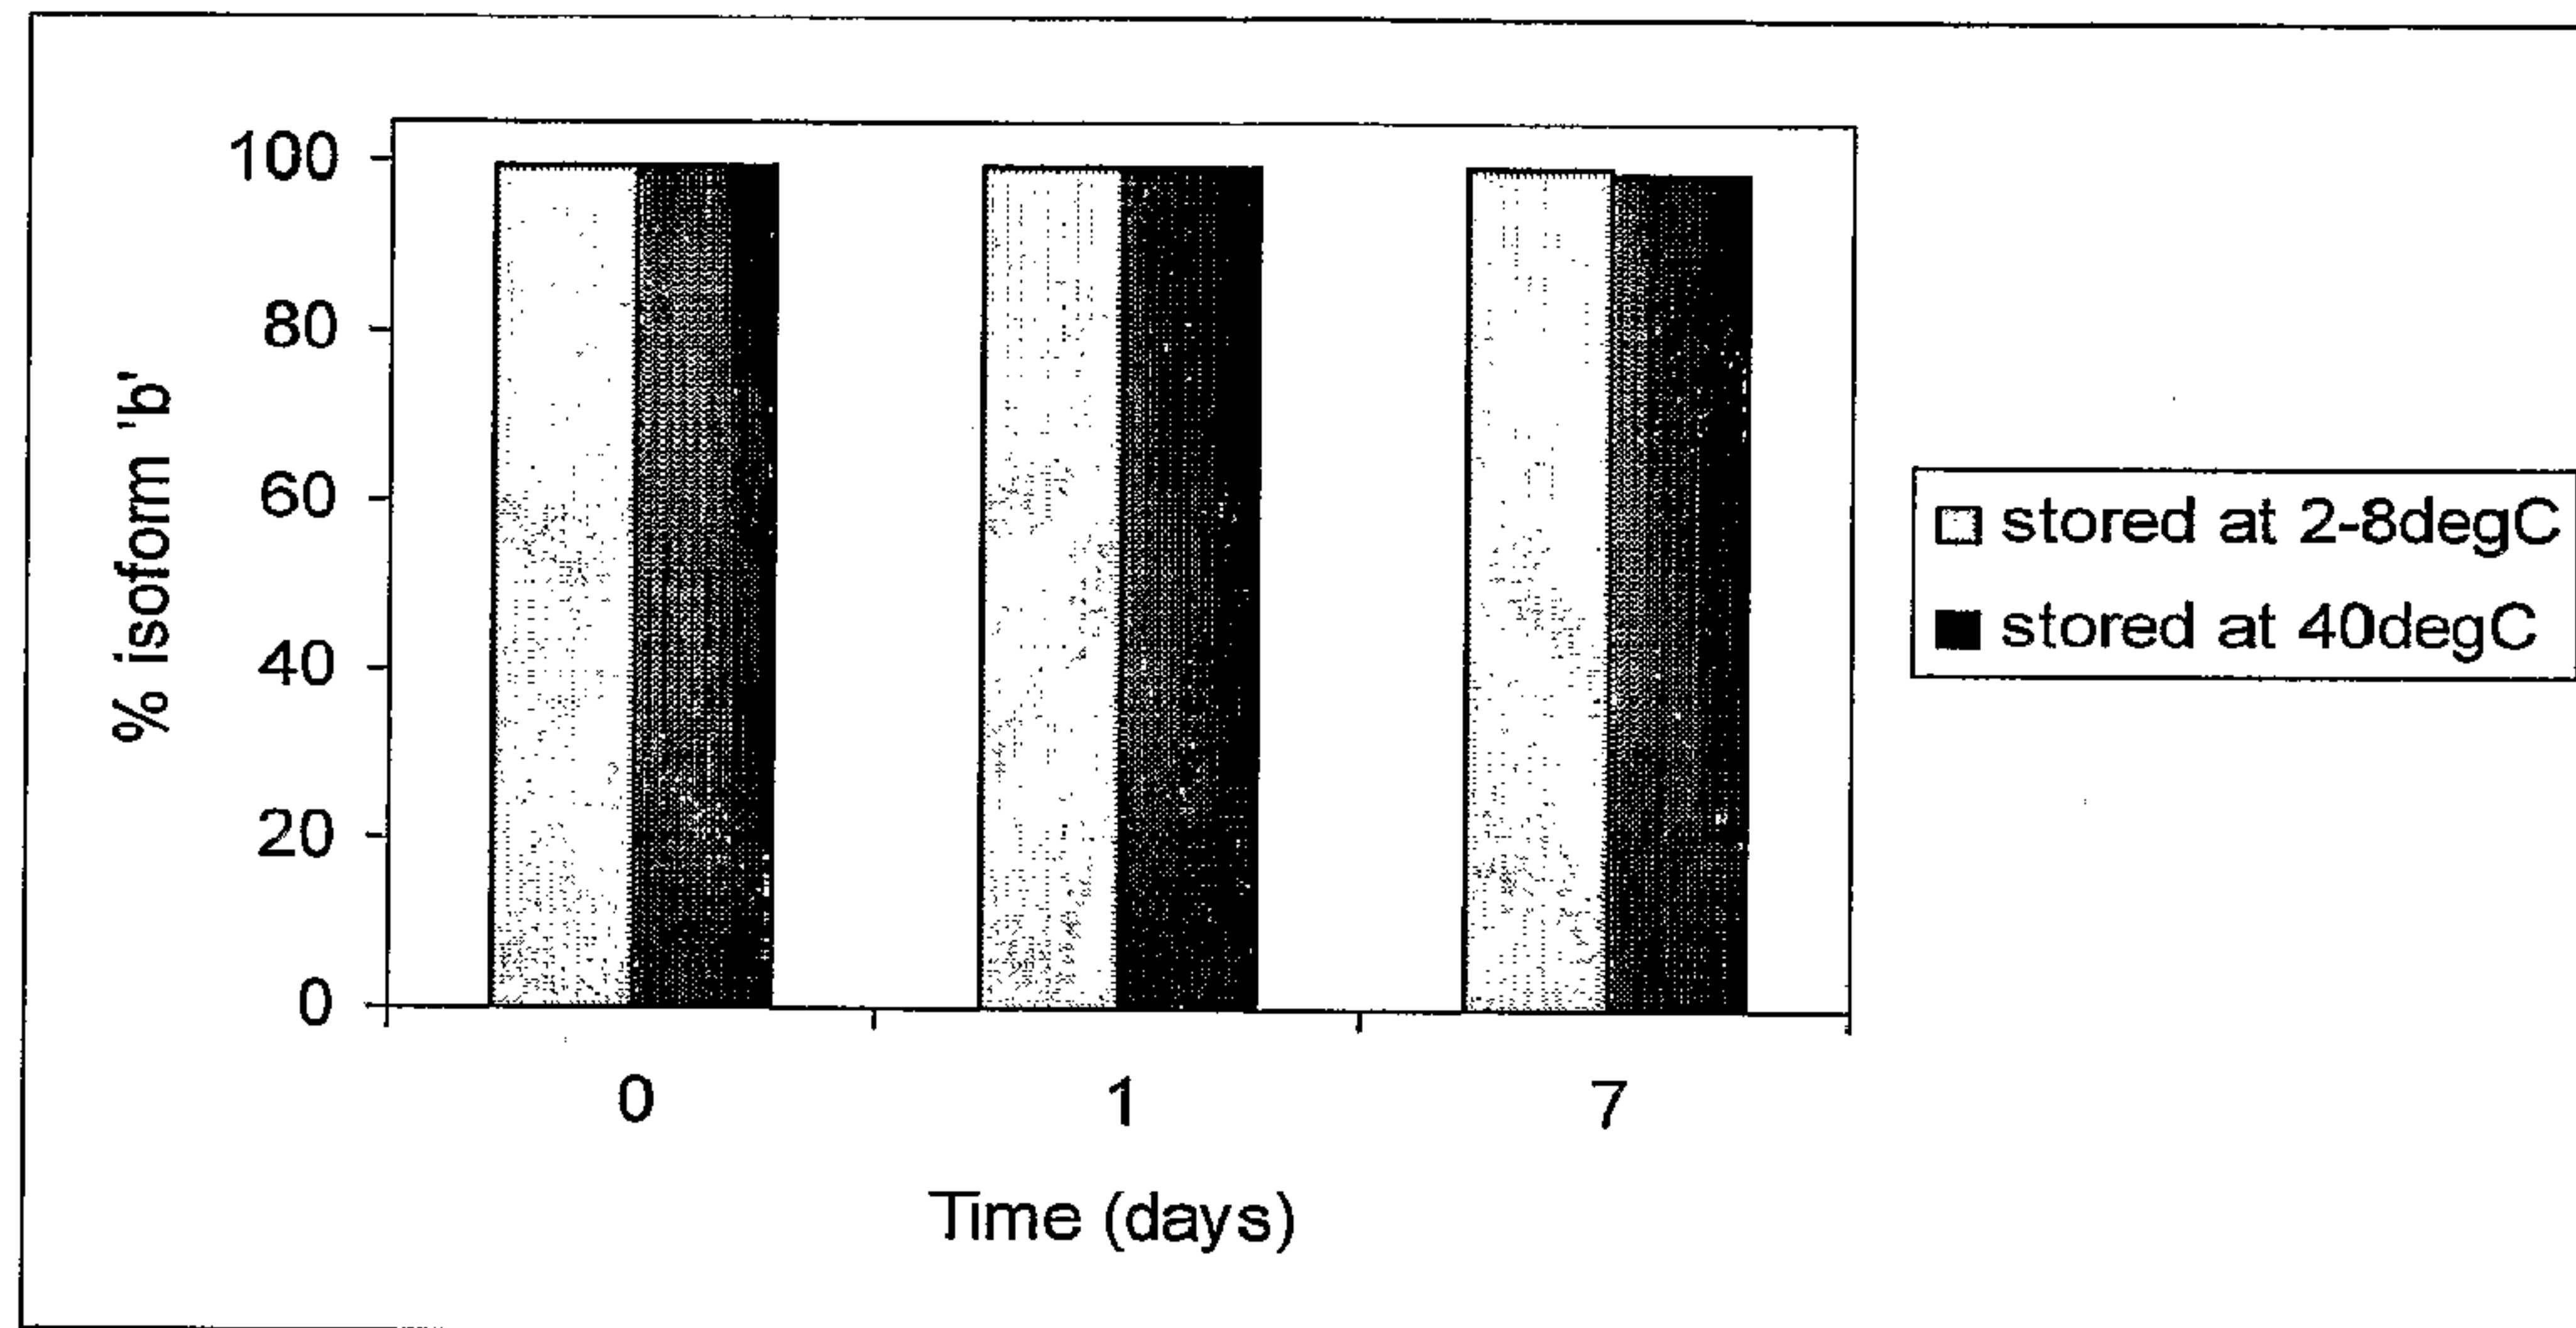 100
80
60
40
20
0
% isoform 'b'
0 1 7
Time (days)
stored at 2-8degC
stored at 40degC